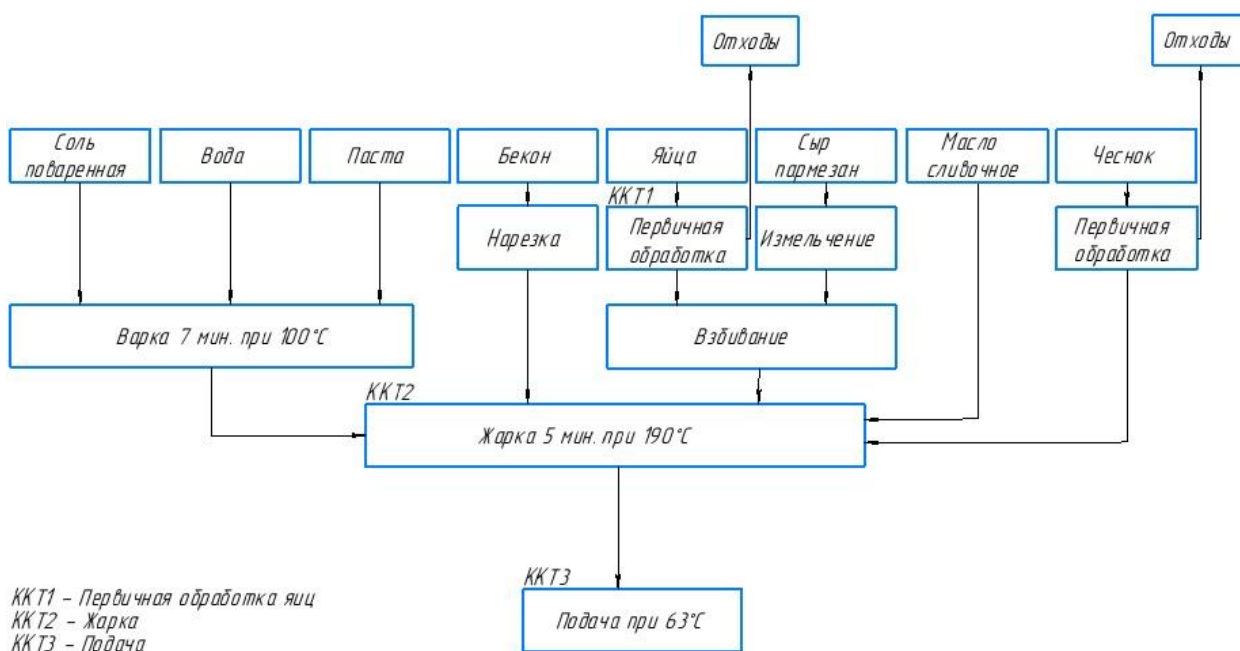 Отходы
Отходы
Соль
поваренная
Вода
Паста
Бекон
Яйца
Сыр
пармезан
Масло
сливочное
Чеснок
ККТ1
Нарезка
Первичная
обработка
Измельчение
Первичная
обработка
Варка 7 мин. при 100°С
Взбивание
ККТ2
Жарка 5 мин. при 190°С
ККТ3
Подача при 63°С
ККТ1 - Первичная обработка яиц
ККТ2 - Жарка
ККТ3 - Подача